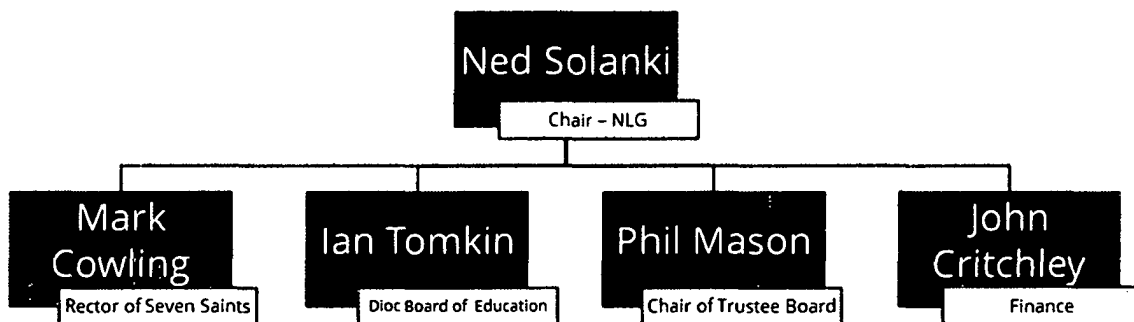 Ned Solanki
Chair – NLG
Mark
Cowling
Rector of Seven Saints
Ian Tomkin
Dioc Board of Education
Phil Mason
Chair of Trustee Board
John
Critchley
Finance